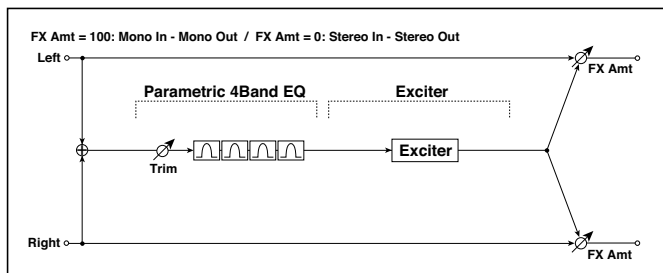 FX Amt = 100: Mono In - Mono Out / FX Amt = 0: Stereo In - Stereo Out
Left
FX Amt
Parametric 4Band EQ
Exciter
Trim
Exciter
Right
FX Amt